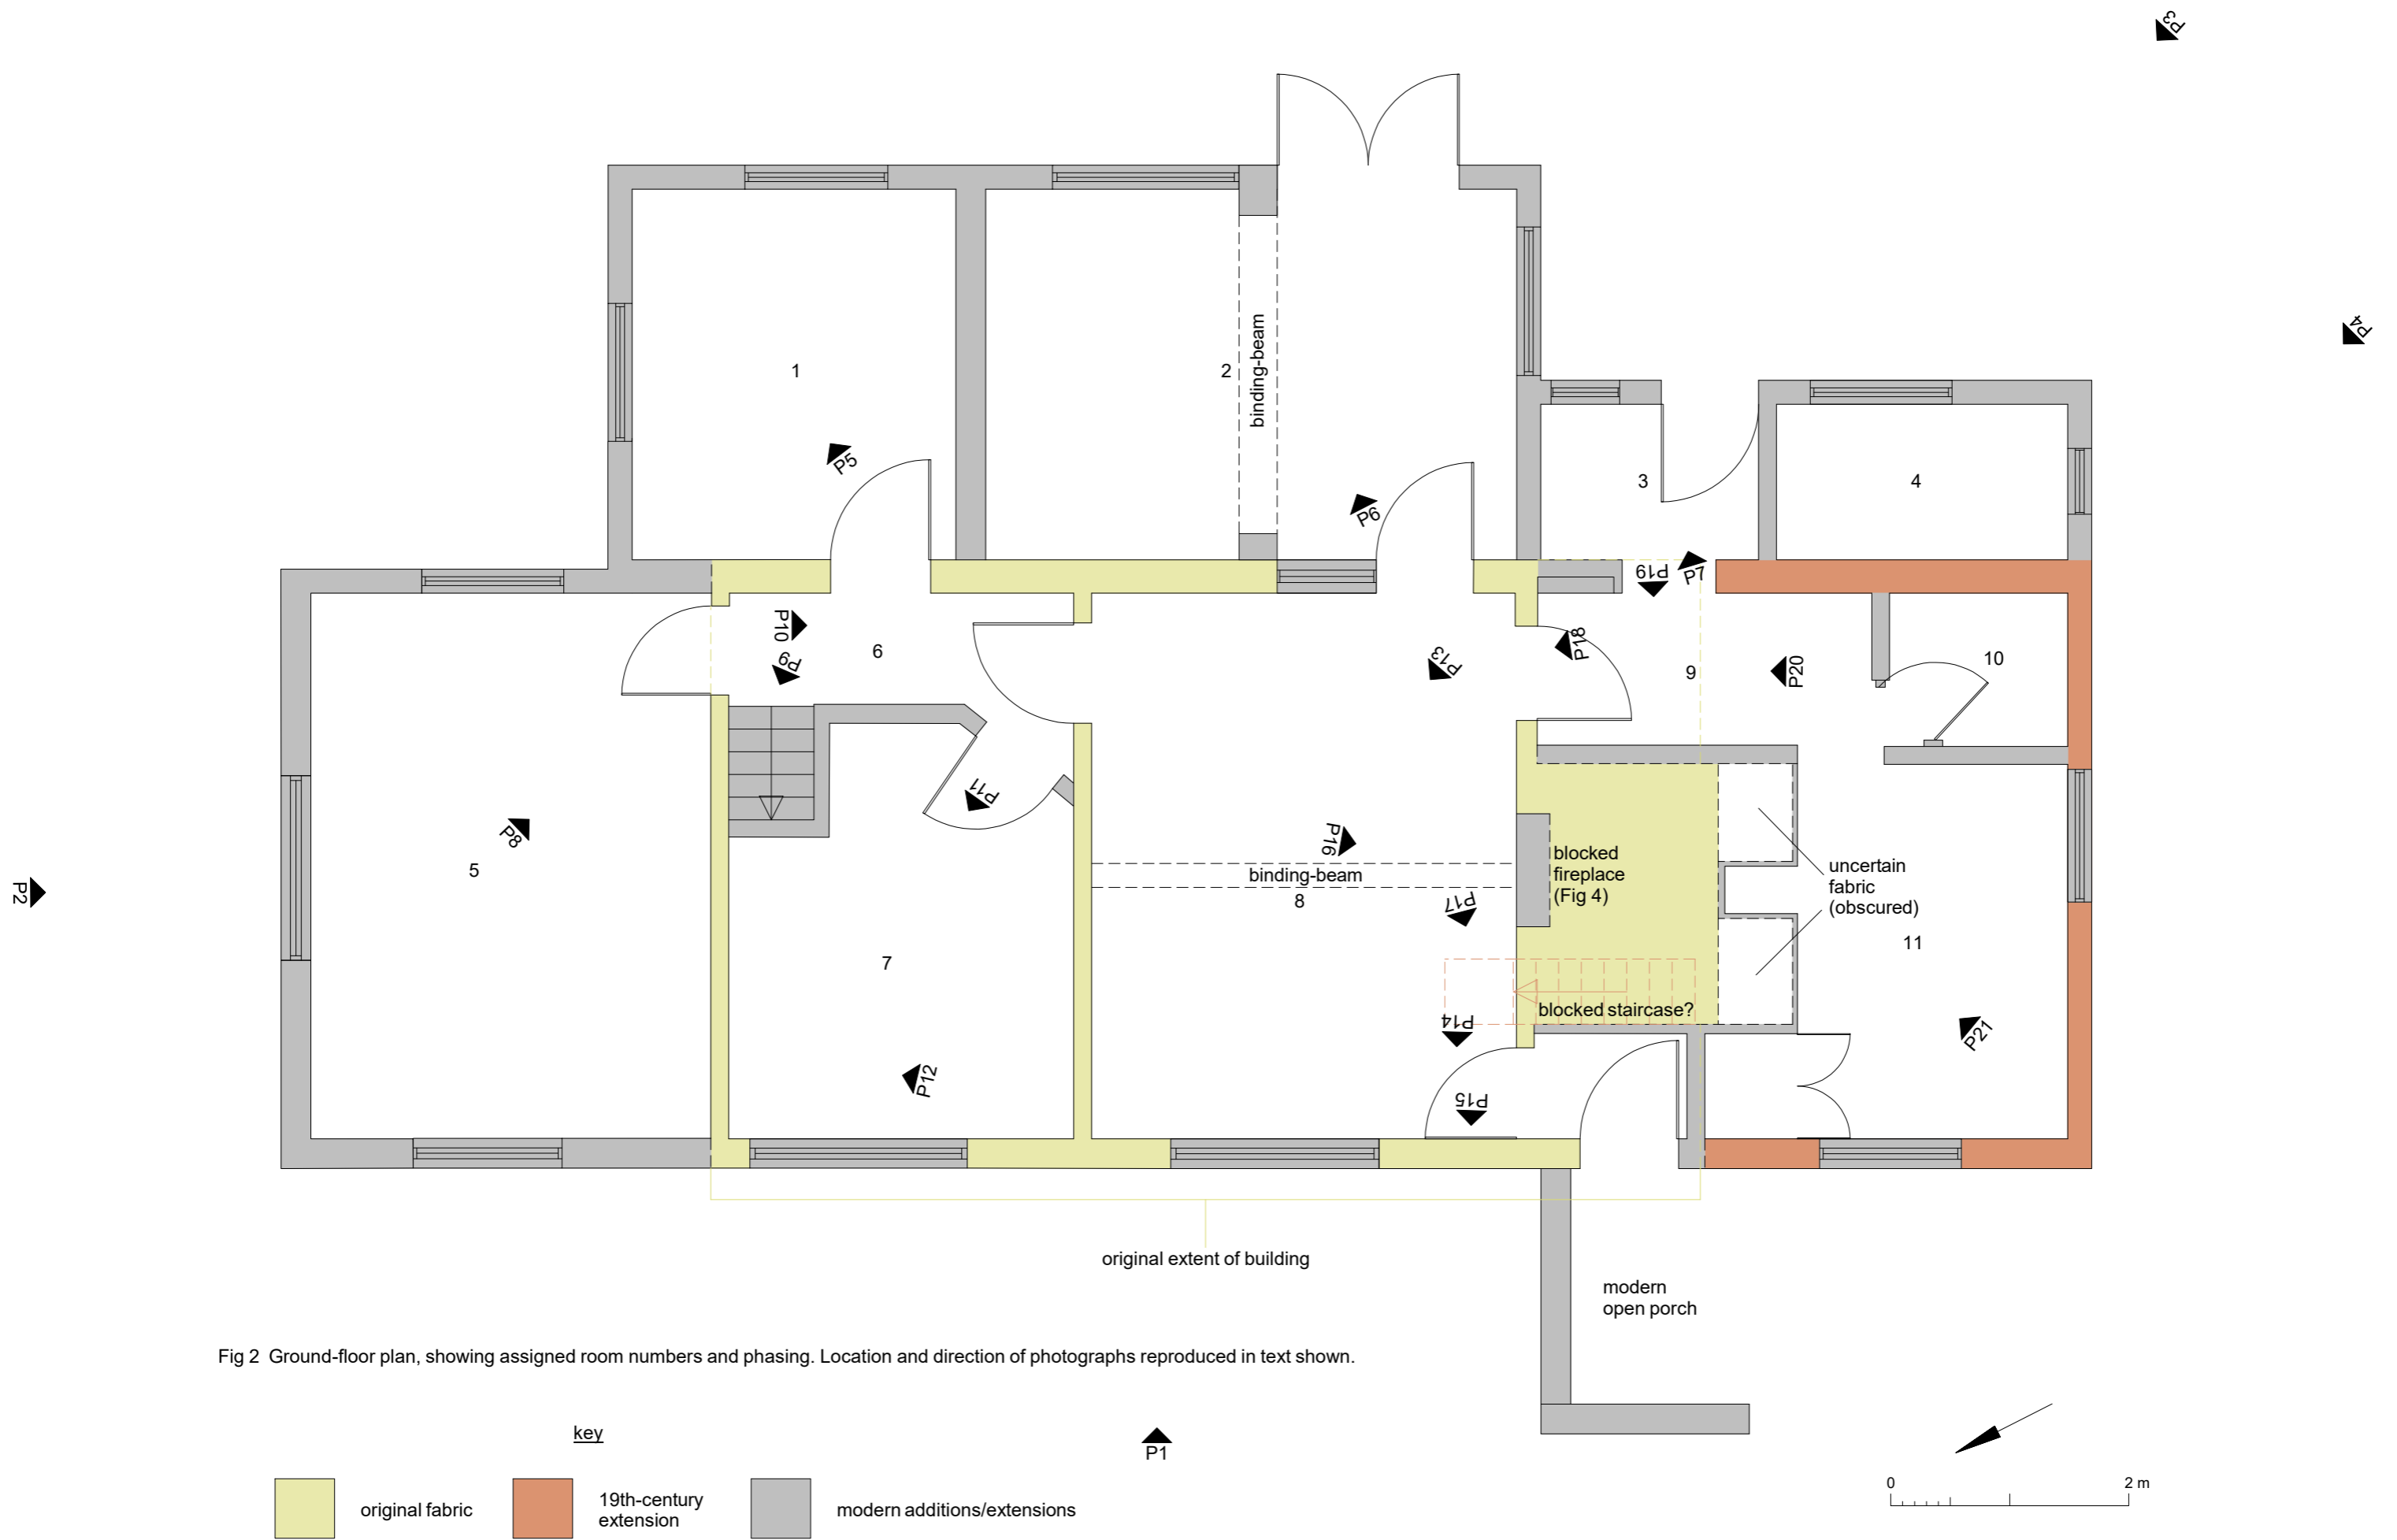 P3
P4
1
2
binding-beam
P5
P6
3
4
P19
P7
P10
P9
6
P13
P18
9
P20
10
P11
P8
5
P2
P16
binding-beam
8
P17
blocked
fireplace
(Fig 4)
uncertain
fabric
(obscured)
11
7
blocked staircase?
P14
P21
P12
P15
original extent of building
modern
open porch
Fig 2 Ground-floor plan, showing assigned room numbers and phasing. Location and direction of photographs reproduced in text shown.
key
P1
original fabric
19th-century
extension
modern additions/extensions
0
2 m